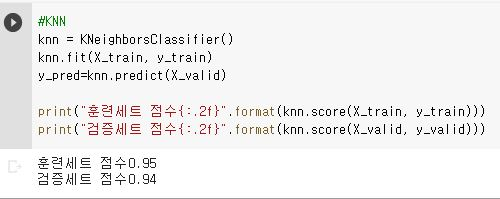 #KNN
knn = KNeighborsClassifier()
knn.fit(X_train, y_train)
y_pred=knn.predict(X_valid)
print("훈련세트 점수{:.2f}".format(knn.score(X_train, y_train)))
print("검증세트 점수{:.2f}".format(knn.score(X_valid, y_valid)))
훈련세트 점수0.95
검증세트 점수0.94